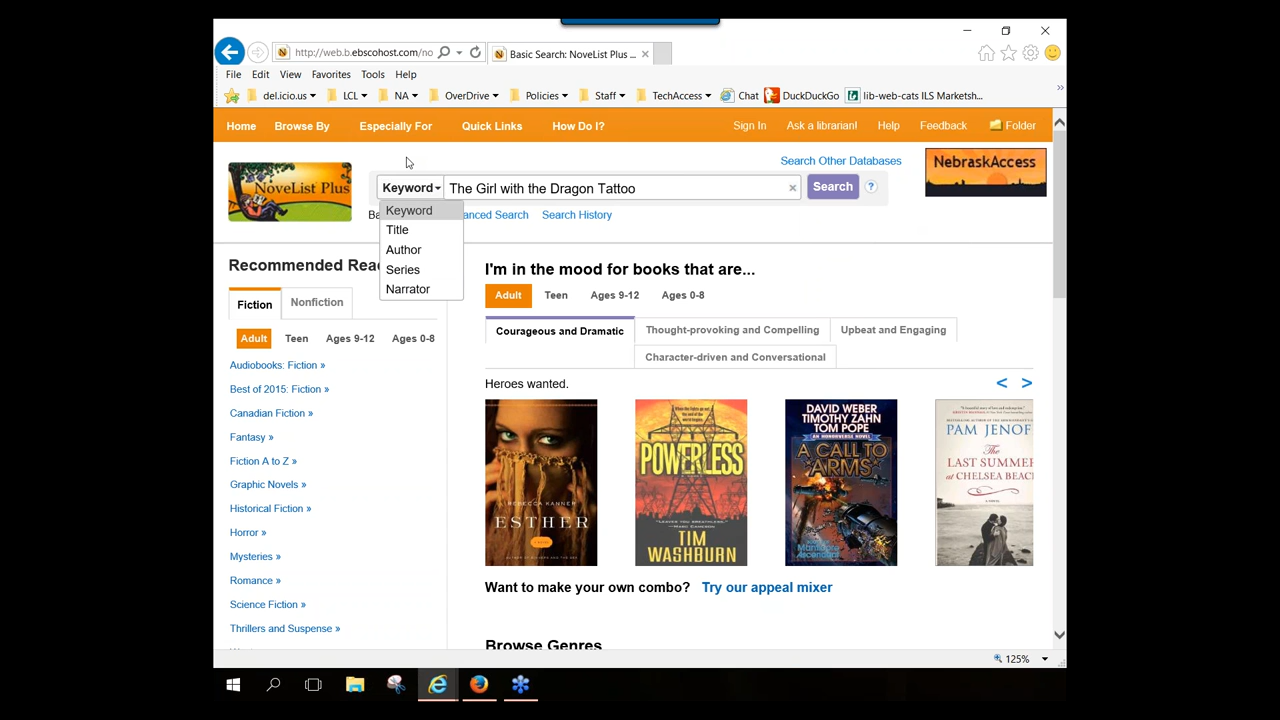 http://web.b.ebscohost.com/no
Basic Search: NoveList Plus ...
File Edit View Favorites Tools Help
del.icio.us LCL NA OverDrive Policies Staff TechAccess Chat DuckDuckGo lib-web-cats ILS Marketsh...
Home Browse By Especially For Quick Links How Do I? Sign In Ask a librarian! Help Feedback Folder
Search Other Databases
NoveList Plus
NebraskAccess
Keyword The Girl with the Dragon Tattoo Search
Ba anced Search Search History
Keyword
Title
Author
Series
Narrator
Recommended Rea
Fiction Nonfiction
Adult Teen Ages 9-12 Ages 0-8
Audiobooks: Fiction »
Best of 2015: Fiction »
Canadian Fiction »
Fantasy »
Fiction A to Z »
Graphic Novels »
Historical Fiction »
Horror »
Mysteries »
Romance »
Science Fiction »
Thrillers and Suspense »
I'm in the mood for books that are...
Adult Teen Ages 9-12 Ages 0-8
Courageous and Dramatic Thought-provoking and Compelling Upbeat and Engaging
Character-driven and Conversational
Heroes wanted.
< >
REBECCA KANNER
ESTHER
POWERLESS
TIM
WASHBURN
DAVID WEBER
TIMOTHY ZAHN
TOM POPE
AN HONORVERSE NOVEL
A CALL TO
ARMS
PAM JENOF
The
LAST SUMMER
at CHELSEA BEAC
Want to make your own combo? Try our appeal mixer
Browse Genres
125%